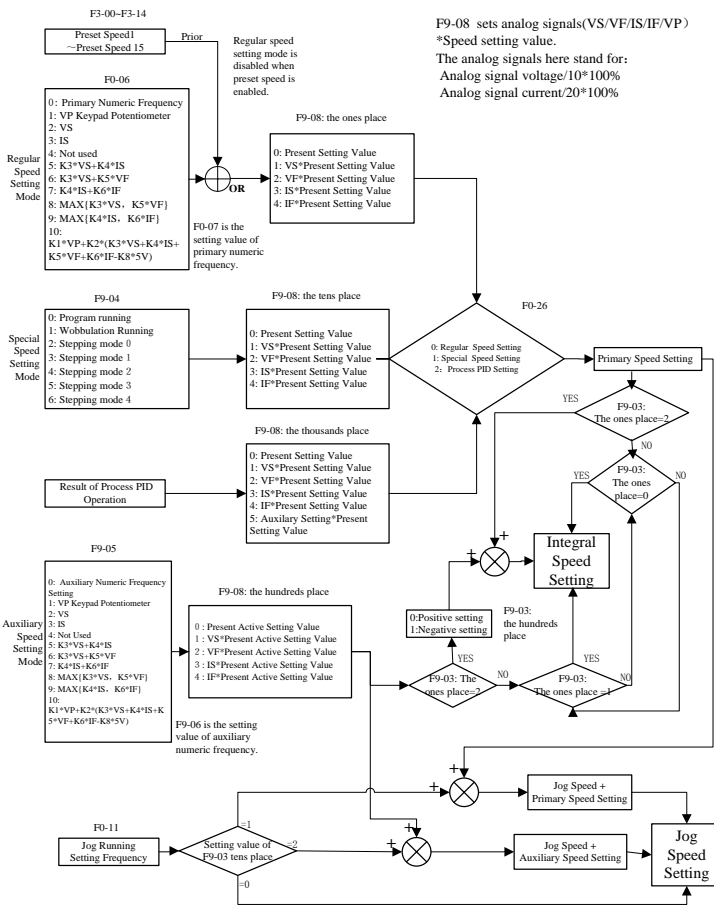 F3-00~F3-14
Preset Speed1
～Preset Speed 15
Prior
Regular speed
setting mode is
disabled when
preset speed is
enabled.
F9-08 sets analog signals(VS/VF/IS/IF/VP）
*Speed setting value.
The analog signals here stand for：
Analog signal voltage/10*100%
Analog signal current/20*100%
F0-06
Regular
Speed
Setting
Mode
0：Primary Numeric Frequency
1: VP Keypad Potentiometer
2: VS
3: IS
4: Not used
5: K3*VS+K4*IS
6: K3*VS+K5*VF
7: K4*IS+K6*IF
8: MAX{K3*VS，K5*VF}
9: MAX{K4*IS，K6*IF}
10:
K1*VP+K2*(K3*VS+K4*IS+
K5*VF+K6*IF-K8*5V)
OR
F0-07 is the
setting value of
primary numeric
frequency.
F9-08: the ones place
0: Present Setting Value
1: VS*Present Setting Value
2: VF*Present Setting Value
3: IS*Present Setting Value
4: IF*Present Setting Value
F9-04
Special
Speed
Setting
Mode
0: Program running
1: Wobbulation Running
2: Stepping mode 0
3: Stepping mode 1
4: Stepping mode 2
5: Stepping mode 3
6: Stepping mode 4
F9-08: the tens place
0: Present Setting Value
1: VS*Present Setting Value
2: VF*Present Setting Value
3: IS*Present Setting Value
4: IF*Present Setting Value
F0-26
0: Regular Speed Setting
1: Special Speed Setting
2：Process PID Setting
Primary Speed Setting
F9-08: the thousands place
Result of Process PID
Operation
0: Present Setting Value
1: VS*Present Setting Value
2: VF*Present Setting Value
3: IS*Present Setting Value
4: IF*Present Setting Value
5: Auxilary Setting*Present
Setting Value
YES
F9-03:
The ones place=2
NO
YES
F9-03:
The ones
place=0
NO
+
+
Integral
Speed
Setting
0:Positive setting
1:Negative setting
F9-03:
the hundreds
place
F9-05
Auxiliary
Speed
Setting
Mode
0: Auxiliary Numeric Frequency
Setting
1: VP Keypad Potentiometer
2: VS
3: IS
4: Not Used
5: K3*VS+K4*IS
6: K3*VS+K5*VF
7: K4*IS+K6*IF
8: MAX{K3*VS，K5*VF}
9: MAX{K4*IS，K6*IF}
10:
K1*VP+K2*(K3*VS+K4*IS+K
5*VF+K6*IF-K8*5V)
F9-08: the hundreds place
0 : Present Active Setting Value
1 : VS*Present Active Setting Value
2 : VF*Present Active Setting Value
3 : IS*Present Active Setting Value
4 : IF*Present Active Setting Value
F9-06 is the setting
value of auxiliary
numeric frequency.
YES
F9-03: The
ones place=2
NO
YES
F9-03:
The ones place =1
NO
F0-11
Jog Running
Setting Frequency
Setting value of
F9-03 tens place
=1
=2
=0
+
+
Jog Speed +
Primary Speed Setting
+
+
Jog Speed +
Auxiliary Speed Setting
Jog
Speed
Setting